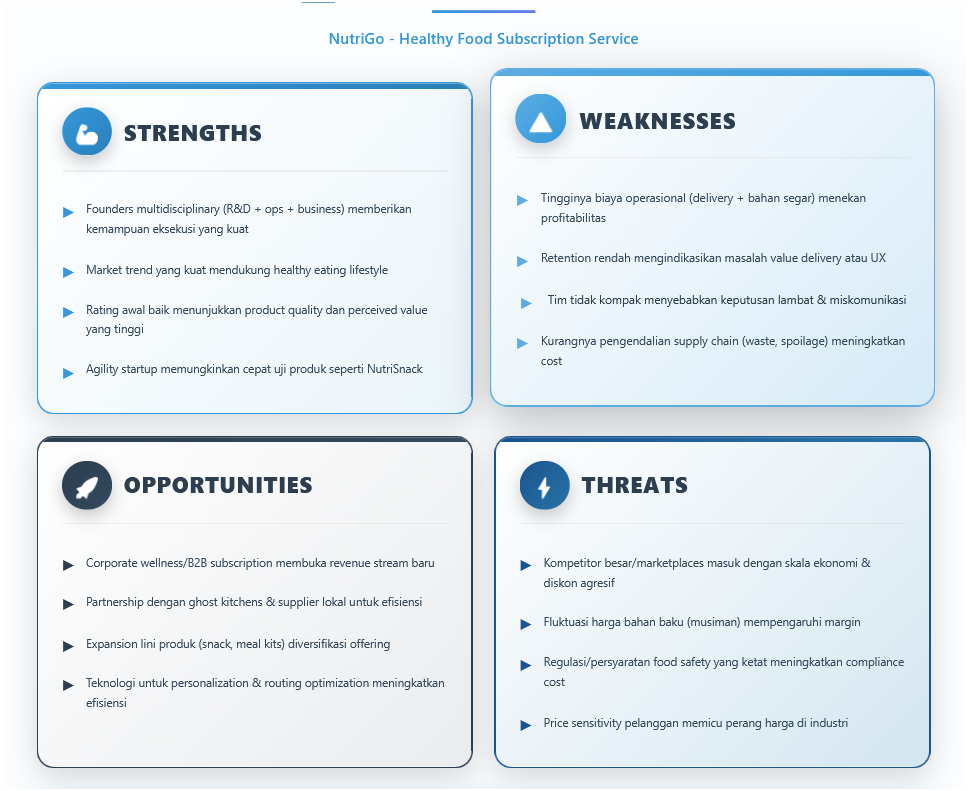 NutriGo - Healthy Food Subscription Service
STRENGTHS
Founders multidisciplinary (R&D + ops + business) memberikan
kemampuan eksekusi yang kuat
Market trend yang kuat mendukung healthy eating lifestyle
Rating awal baik menunjukkan product quality dan perceived value
yang tinggi
Agility startup memungkinkan cepat uji produk seperti NutriSnack
WEAKNESSES
Tingginya biaya operasional (delivery + bahan segar) menekan
profitabilitas
Retention rendah mengindikasikan masalah value delivery atau UX
Tim tidak kompak menyebabkan keputusan lambat & miskomunikasi
Kurangnya pengendalian supply chain (waste, spoilage) meningkatkan
cost
OPPORTUNITIES
Corporate wellness/B2B subscription membuka revenue stream baru
Partnership dengan ghost kitchens & supplier lokal untuk efisiensi
Expansion lini produk (snack, meal kits) diversifikasi offering
Teknologi untuk personalization & routing optimization meningkatkan
efisiensi
THREATS
Kompetitor besar/marketplaces masuk dengan skala ekonomi &
diskon agresif
Fluktuasi harga bahan baku (musiman) mempengaruhi margin
Regulasi/persyaratan food safety yang ketat meningkatkan compliance
cost
Price sensitivity pelanggan memicu perang harga di industri